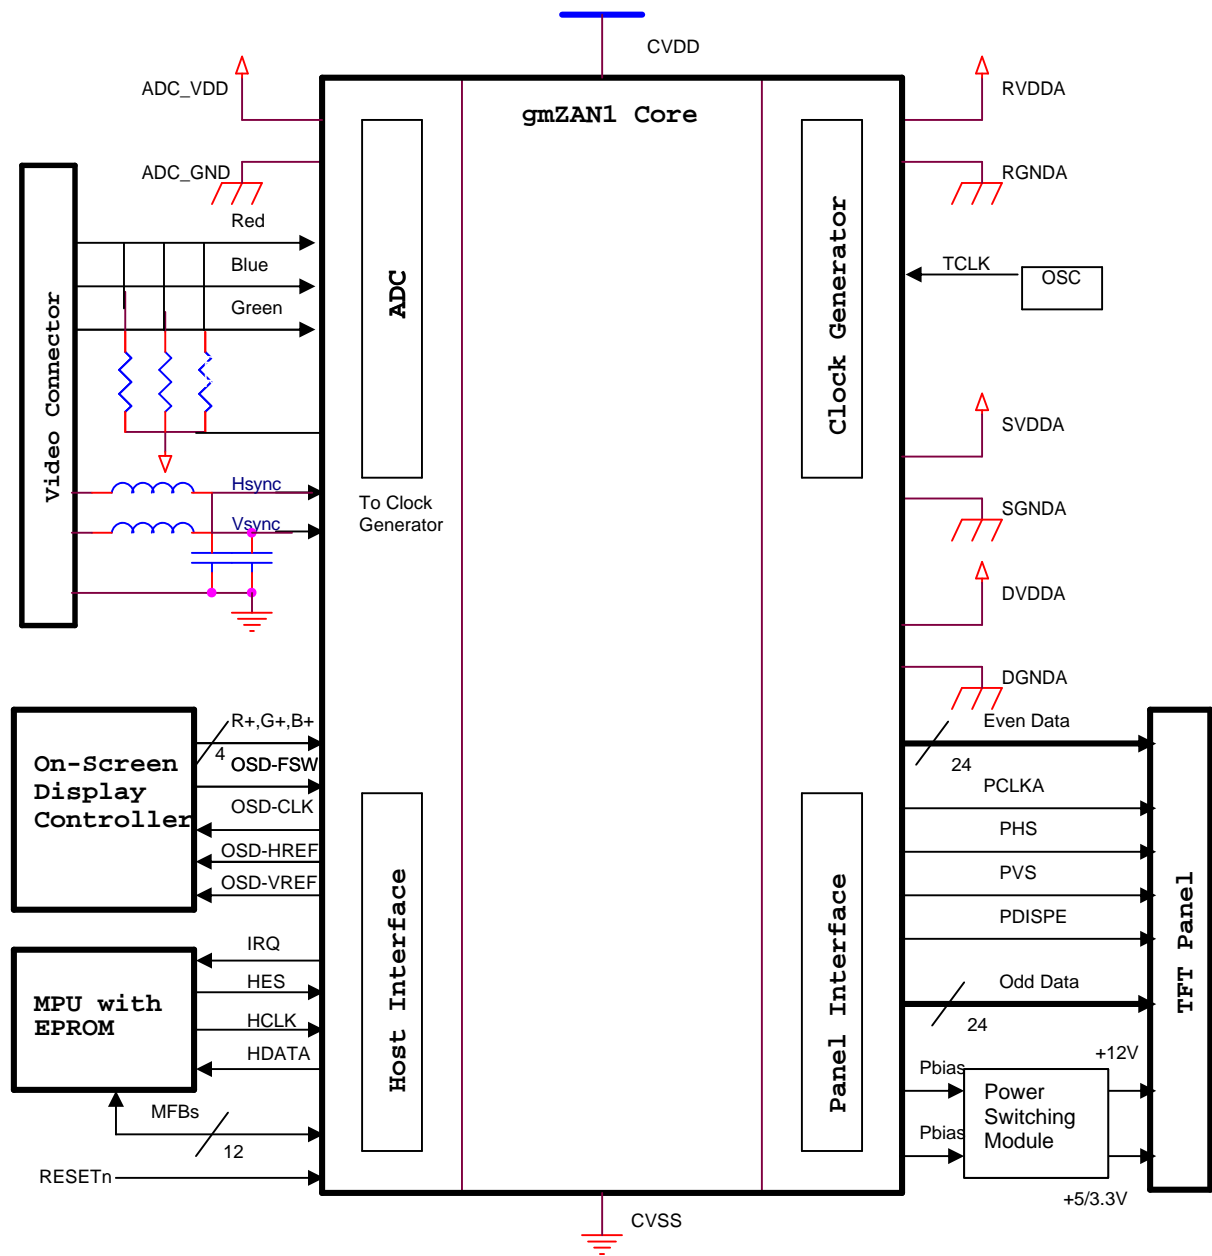 CVDD
ADC_VDD
RVDDA
gmZAN1 Core
ADC_GND
RGNDA
Red
Blue
Green
ADC
Clock Generator
TCLK
OSC
Video Connector
SVDDA
Hsync
To Clock
Generator
Vsync
SGNDA
DVDDA
DGNDA
R+,G+,B+
4
Even Data
24
On-Screen
Display
Controller
OSD-FSW
OSD-CLK
OSD-HREF
OSD-VREF
PCLKA
PHS
PVS
PDISPE
Host Interface
Panel Interface
TFT Panel
IRQ
HES
HCLK
HDATA
MPU with
EPROM
Odd Data
24
MFBs
12
Pbias
Pbias
Power
Switching
Module
+12V
+5/3.3V
RESETn
CVSS